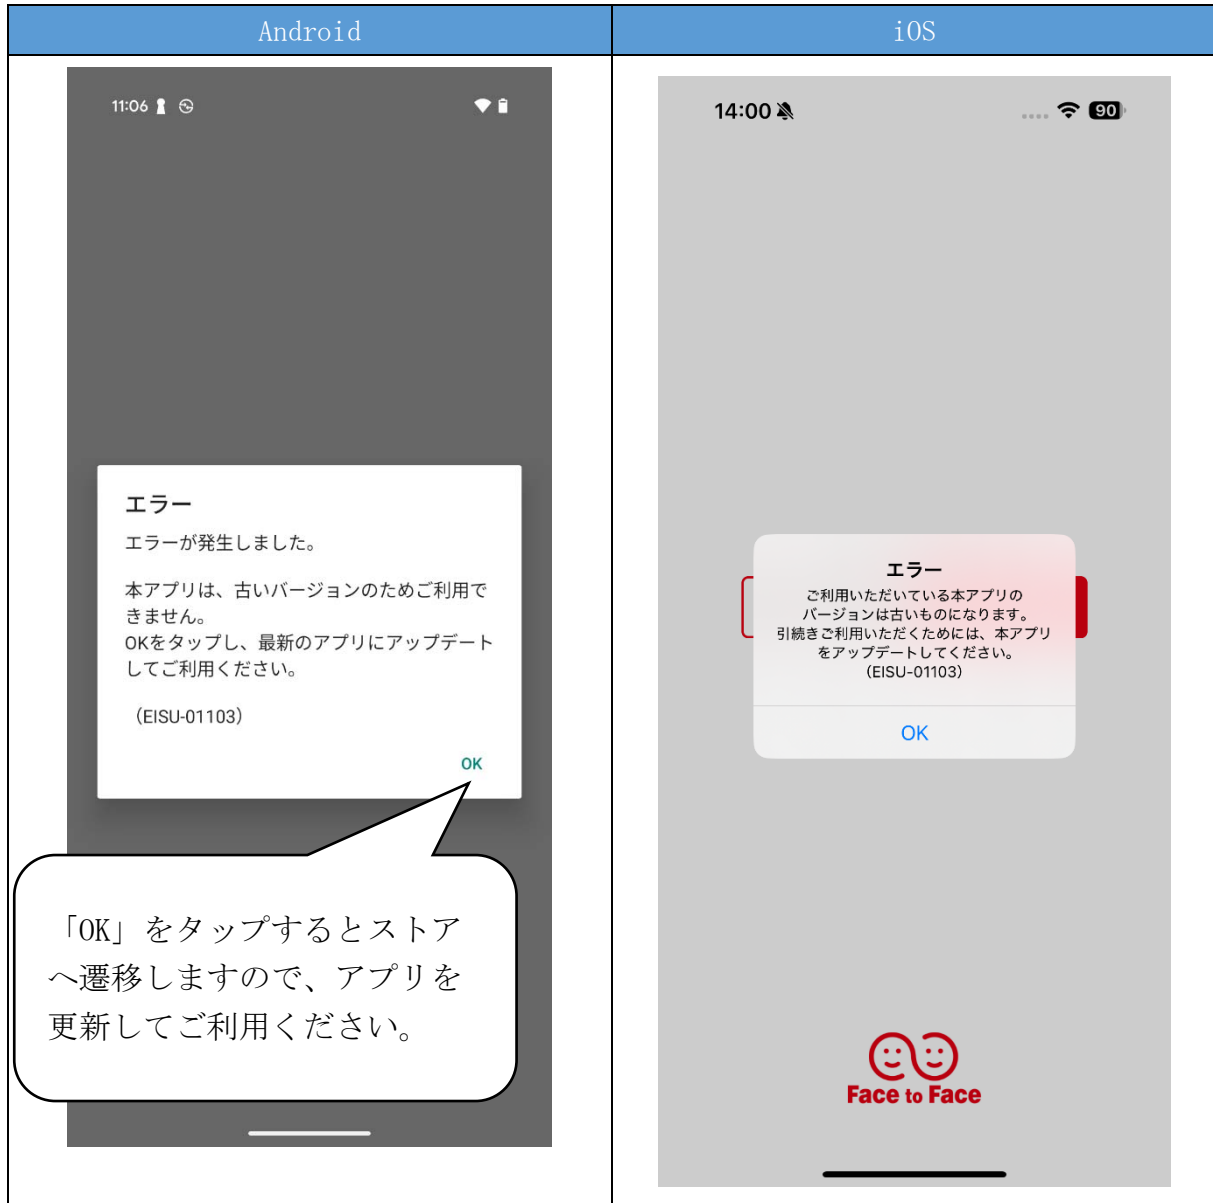 Android
iOS
11:06
エラー
エラーが発生しました。
本アプリは、古いバージョンのためご利用で
きません。
OKをタップし、最新のアプリにアップデート
してご利用ください。
（EISU-01103）
OK
「OK」をタップするとストア
へ遷移しますので、アプリを
更新してご利用ください。
14:00
90
エラー
ご利用いただいている本アプリの
バージョンは古いものになります。
引続きご利用いただくためには、本アプリ
をアップデートしてください。
（EISU-01103）
OK
Face to Face